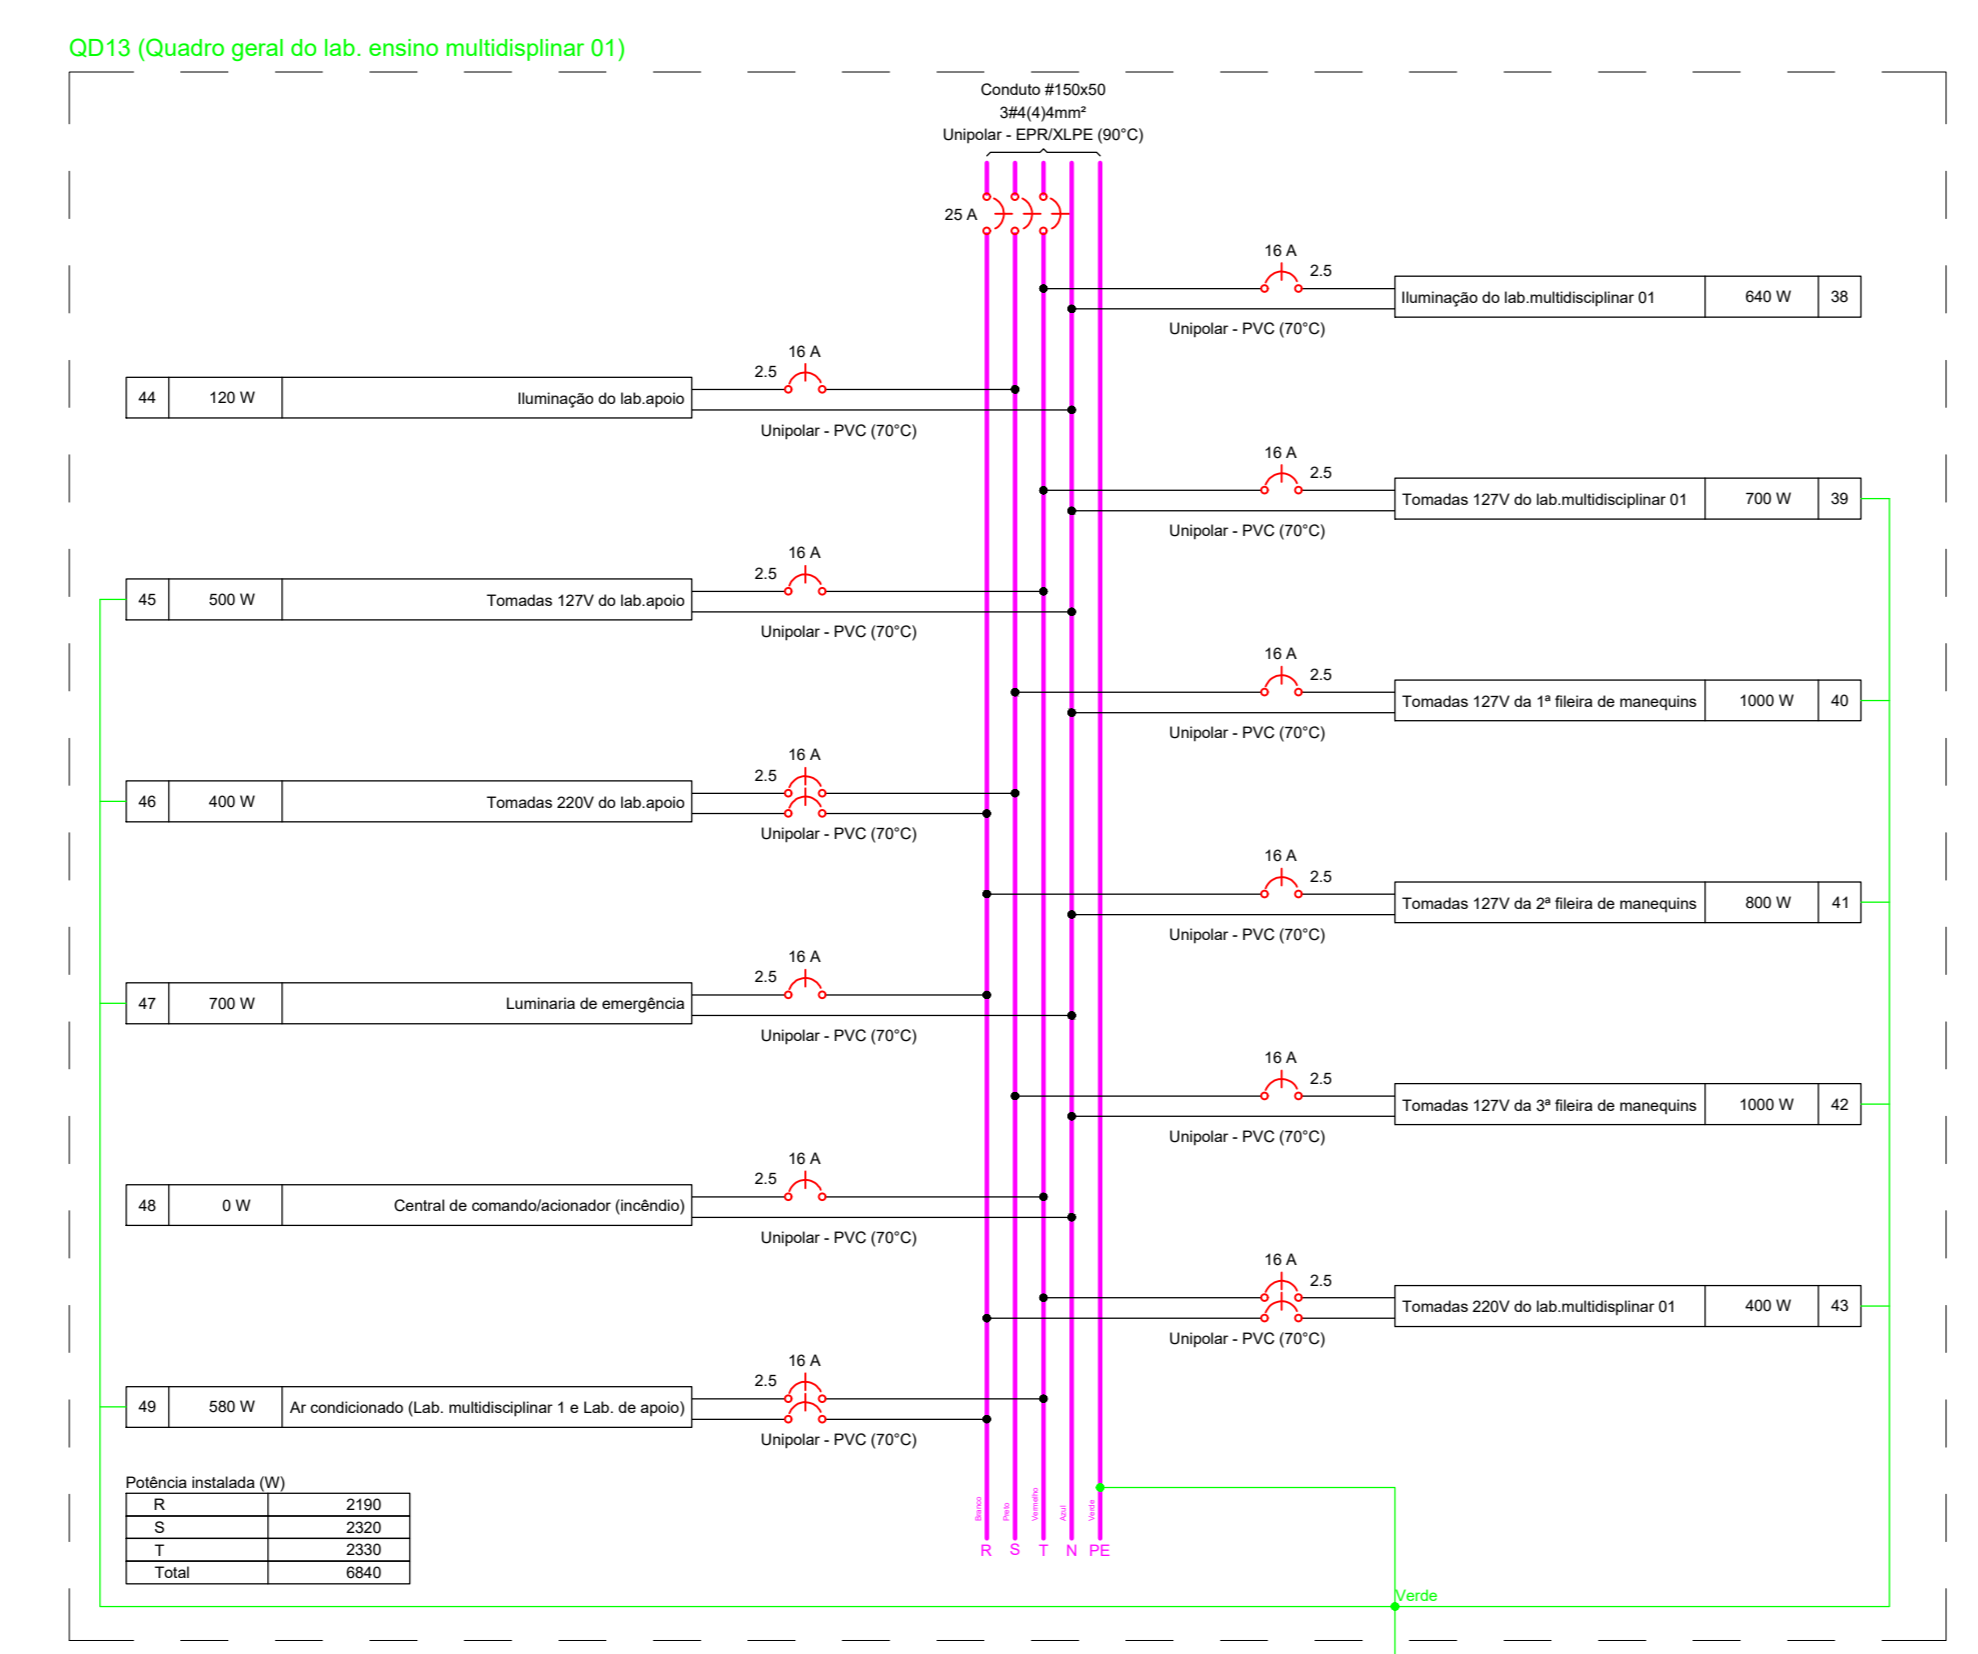 QD13 (Quadro geral do lab. ensino multidisplinar 01)
Conduto #150x50
3#4(4)4mm²
Unipolar - EPR/XLPE (90°C)
25 A
16 A
2.5
Iluminação do lab.multidisciplinar 01 640 W 38
Unipolar - PVC (70°C)
16 A
2.5
44 120 W Iluminação do lab.apoio
Unipolar - PVC (70°C)
16 A
2.5
Tomadas 127V do lab.multidisciplinar 01 700 W 39
Unipolar - PVC (70°C)
16 A
2.5
45 500 W Tomadas 127V do lab.apoio
Unipolar - PVC (70°C)
16 A
2.5
Tomadas 127V da 1ª fileira de manequins 1000 W 40
Unipolar - PVC (70°C)
16 A
2.5
46 400 W Tomadas 220V do lab.apoio
Unipolar - PVC (70°C)
16 A
2.5
Tomadas 127V da 2ª fileira de manequins 800 W 41
Unipolar - PVC (70°C)
16 A
2.5
47 700 W Luminaria de emergência
Unipolar - PVC (70°C)
16 A
2.5
Tomadas 127V da 3ª fileira de manequins 1000 W 42
Unipolar - PVC (70°C)
16 A
2.5
48 0 W Central de comando/acionador (incêndio)
Unipolar - PVC (70°C)
16 A
2.5
Tomadas 220V do lab.multidisplinar 01 400 W 43
Unipolar - PVC (70°C)
16 A
2.5
49 580 W Ar condicionado (Lab. multidisciplinar 1 e Lab. de apoio)
Unipolar - PVC (70°C)
Potência instalada (W)
R 2190
S 2320
T 2330
Total 6840
Branco Preto Vermelho Azul Verde
R S T N PE
Verde